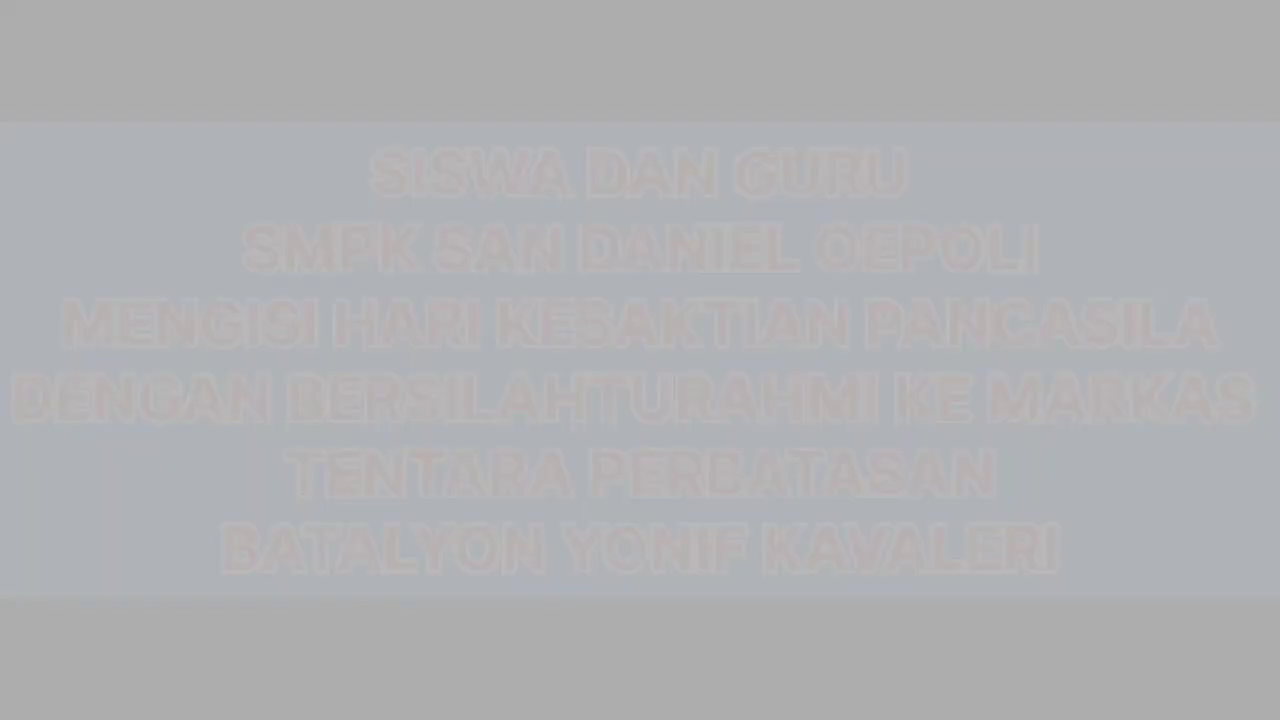 SISWA DAN GURU
SMPK SAN DANIEL OEPOLI
MENGISI HARI KESAKTIAN PANCASILA
DENGAN BERSILAHTURAHMI KE MARKAS
TENTARA PERBATASAN
BATALYON YONIF KAVALERI